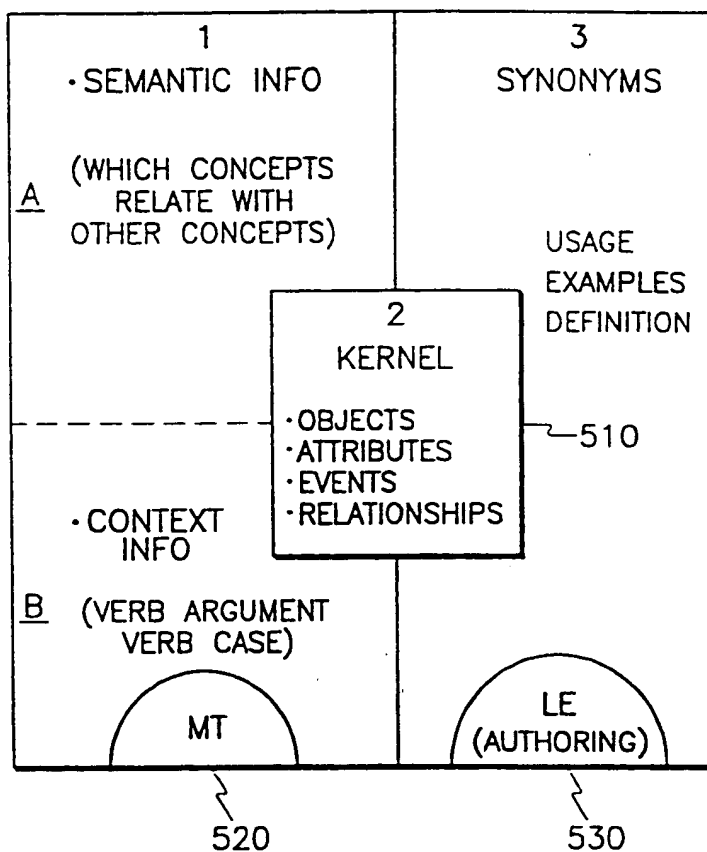 1
· SEMANTIC INFO
A
(WHICH CONCEPTS
RELATE WITH
OTHER CONCEPTS)
3
SYNONYMS
USAGE
EXAMPLES
DEFINITION
2
KERNEL
·OBJECTS
·ATTRIBUTES
·EVENTS
·RELATIONSHIPS
510
·CONTEXT
INFO
B
(VERB ARGUMENT
VERB CASE)
MT
LE
(AUTHORING)
520
530